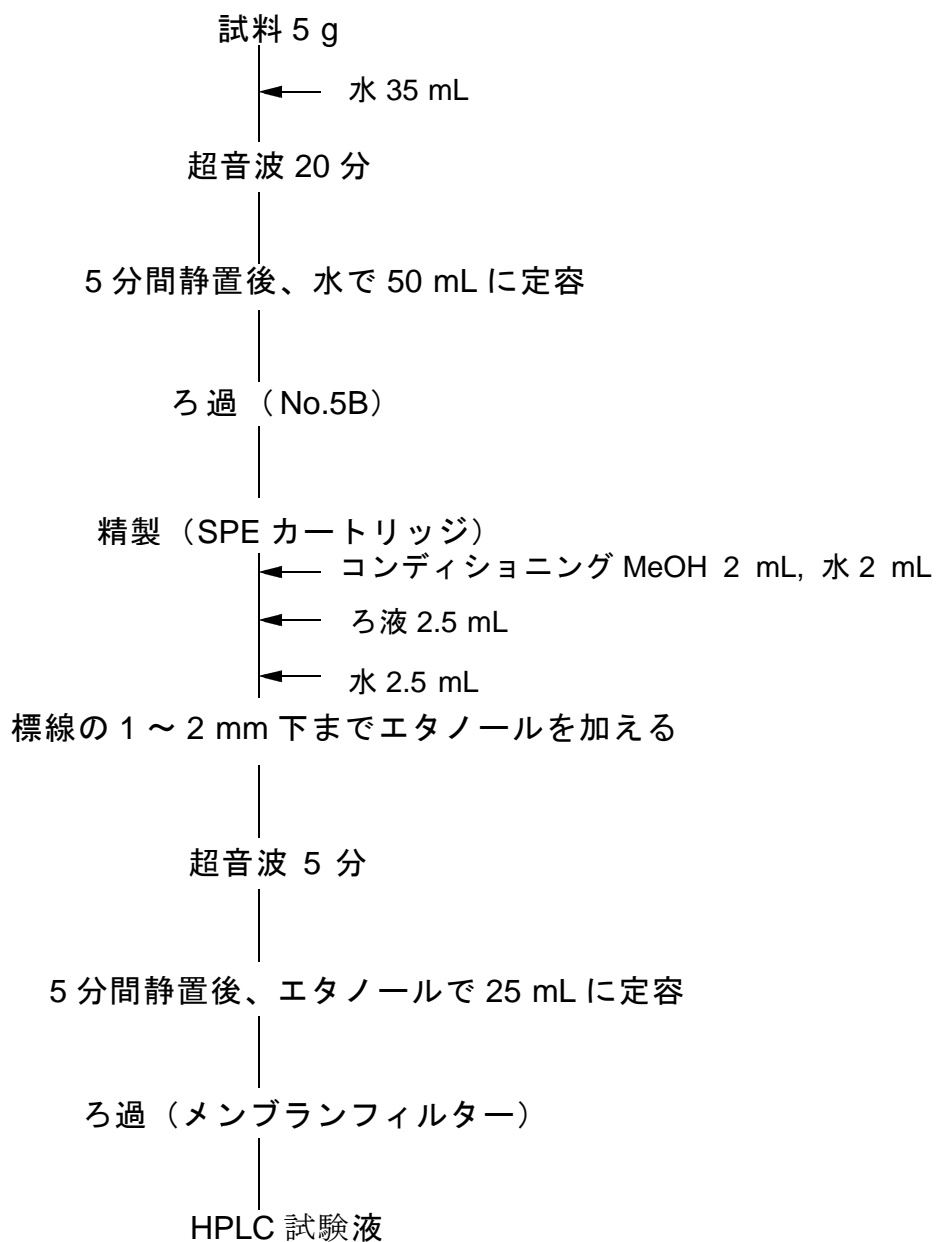 試料 5 g
水 35 mL
超音波 20 分
5 分間静置後、水で 50 mL に定容
ろ過（No.5B）
精製（SPE カートリッジ）
コンディショニング MeOH 2 mL, 水 2 mL
ろ液 2.5 mL
水 2.5 mL
標線の 1 ～ 2 mm 下までエタノールを加える
超音波 5 分
5 分間静置後、エタノールで 25 mL に定容
ろ過（メンブランフィルター）
HPLC 試験液